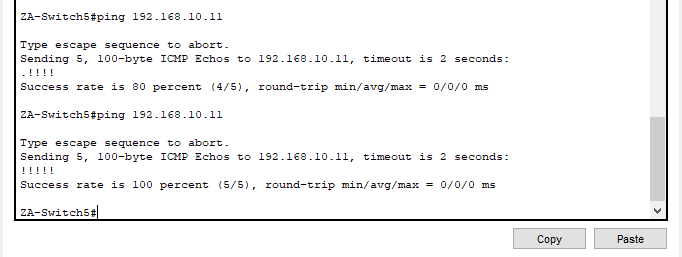 ZA-Switch5#ping 192.168.10.11
Type escape sequence to abort.
Sending 5, 100-byte ICMP Echos to 192.168.10.11, timeout is 2 seconds:
.!!!!
Success rate is 80 percent (4/5), round-trip min/avg/max = 0/0/0 ms
ZA-Switch5#ping 192.168.10.11
Type escape sequence to abort.
Sending 5, 100-byte ICMP Echos to 192.168.10.11, timeout is 2 seconds:
!!!!!
Success rate is 100 percent (5/5), round-trip min/avg/max = 0/0/0 ms
ZA-Switch5#
Copy Paste